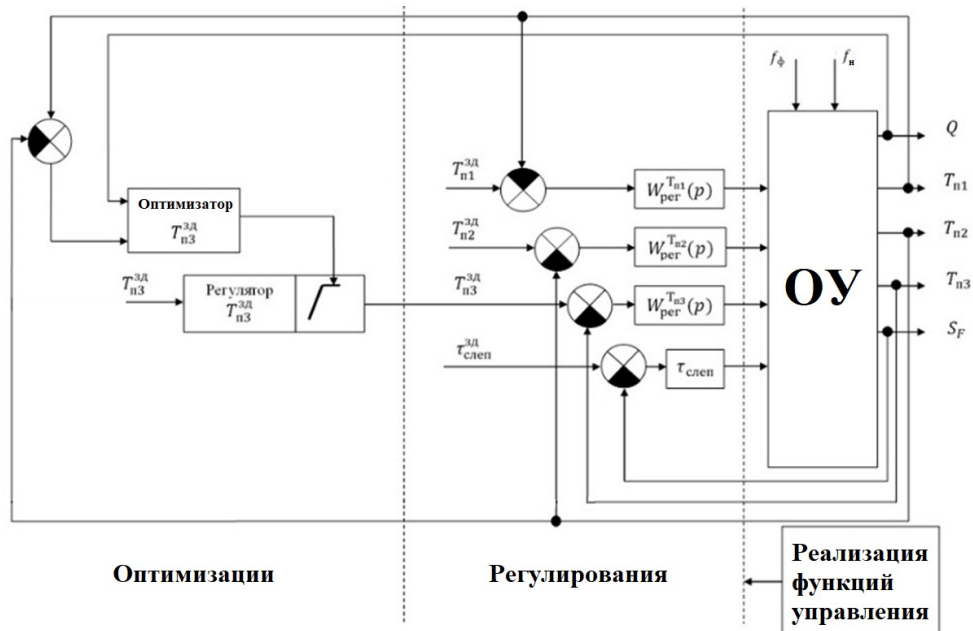 f_ф f_н
Q
T_п1^зд W_рег^Tп1(p) T_п1
Оптимизатор
T_п3^зд
T_п2^зд W_рег^Tп2(p) T_п2
ОУ
T_п3^зд Регулятор T_п3^зд W_рег^Tп3(p) T_п3
T_п3^зд
S_F
τ_слеп^зд τ_слеп
Оптимизации Регулирования Реализация
функций
управления